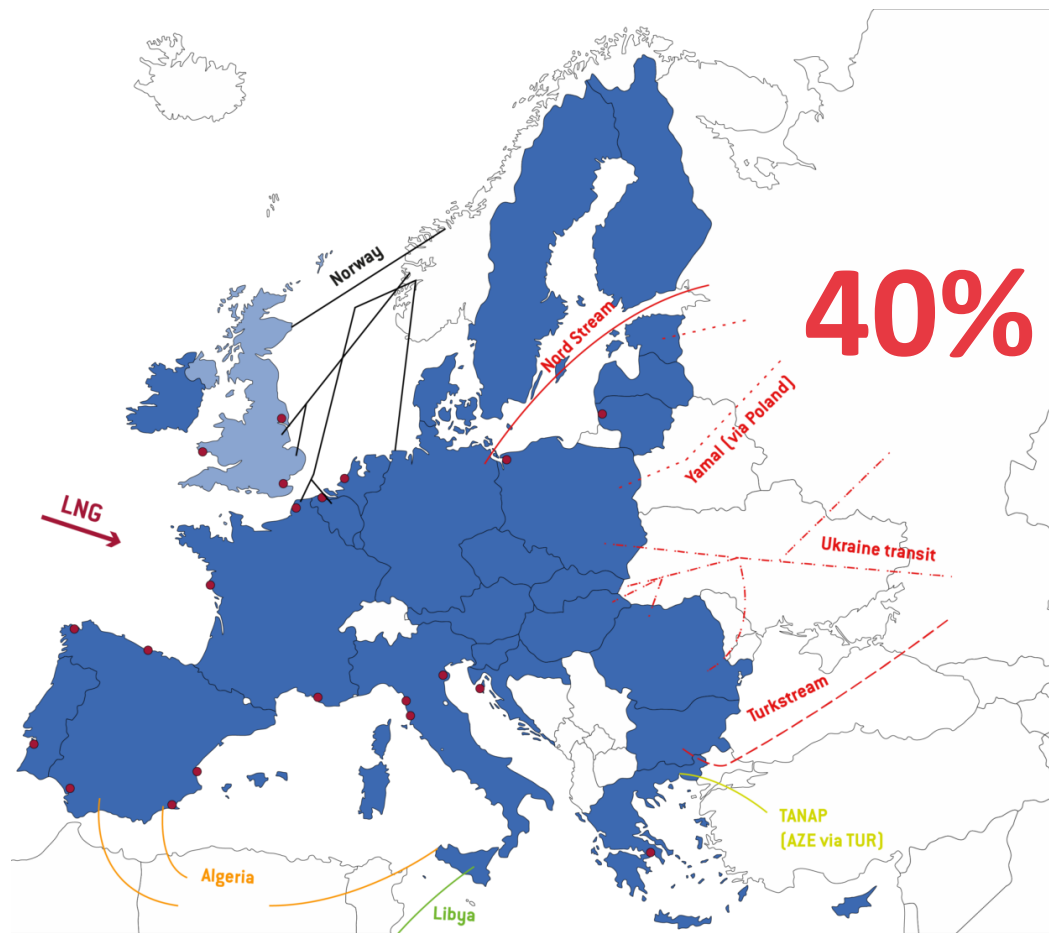 Norway
40%
Nord Stream
Yamal (via Poland)
LNG
Ukraine transit
Turkstream
TANAP
(AZE via TUR)
Algeria
Libya